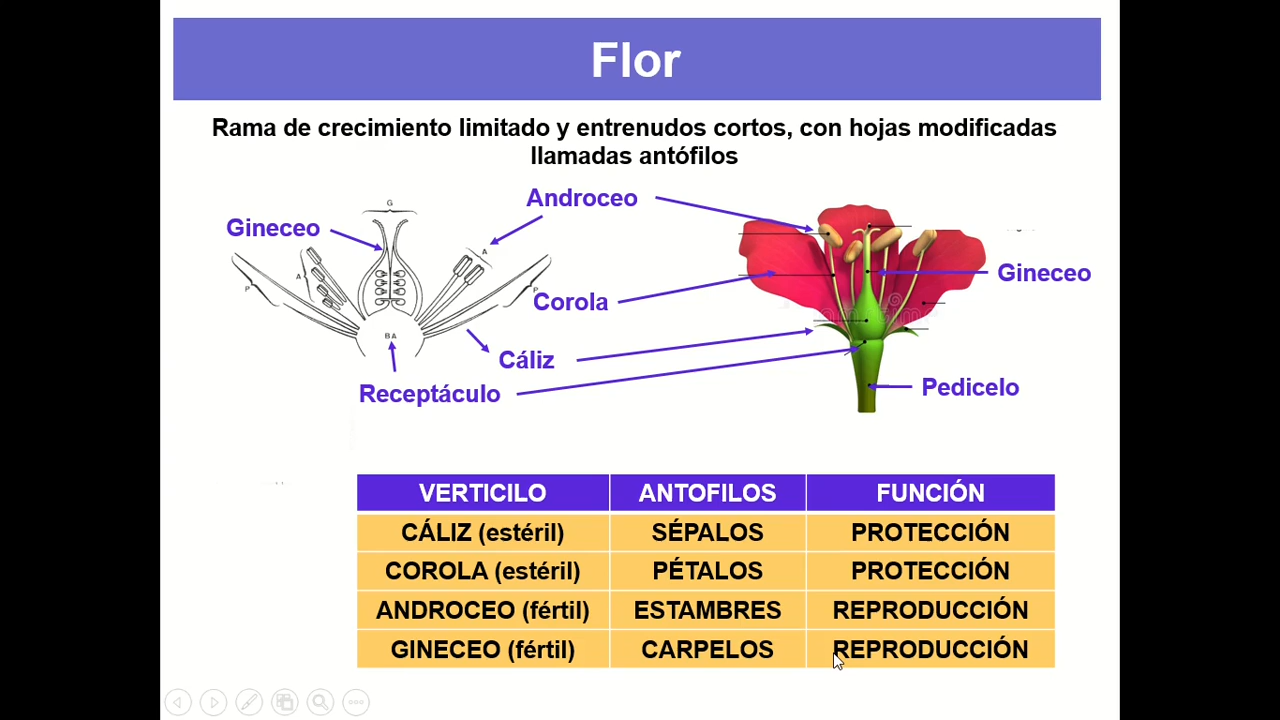 Flor
Rama de crecimiento limitado y entrenudos cortos, con hojas modificadas
llamadas antófilos
Androceo
Gineceo
G
A
A
P
P
BA
Corola
Gineceo
Cáliz
Receptáculo
Pedicelo
VERTICILO ANTOFILOS FUNCIÓN
CÁLIZ (estéril) SÉPALOS PROTECCIÓN
COROLA (estéril) PÉTALOS PROTECCIÓN
ANDROCEO (fértil) ESTAMBRES REPRODUCCIÓN
GINECEO (fértil) CARPELOS REPRODUCCIÓN